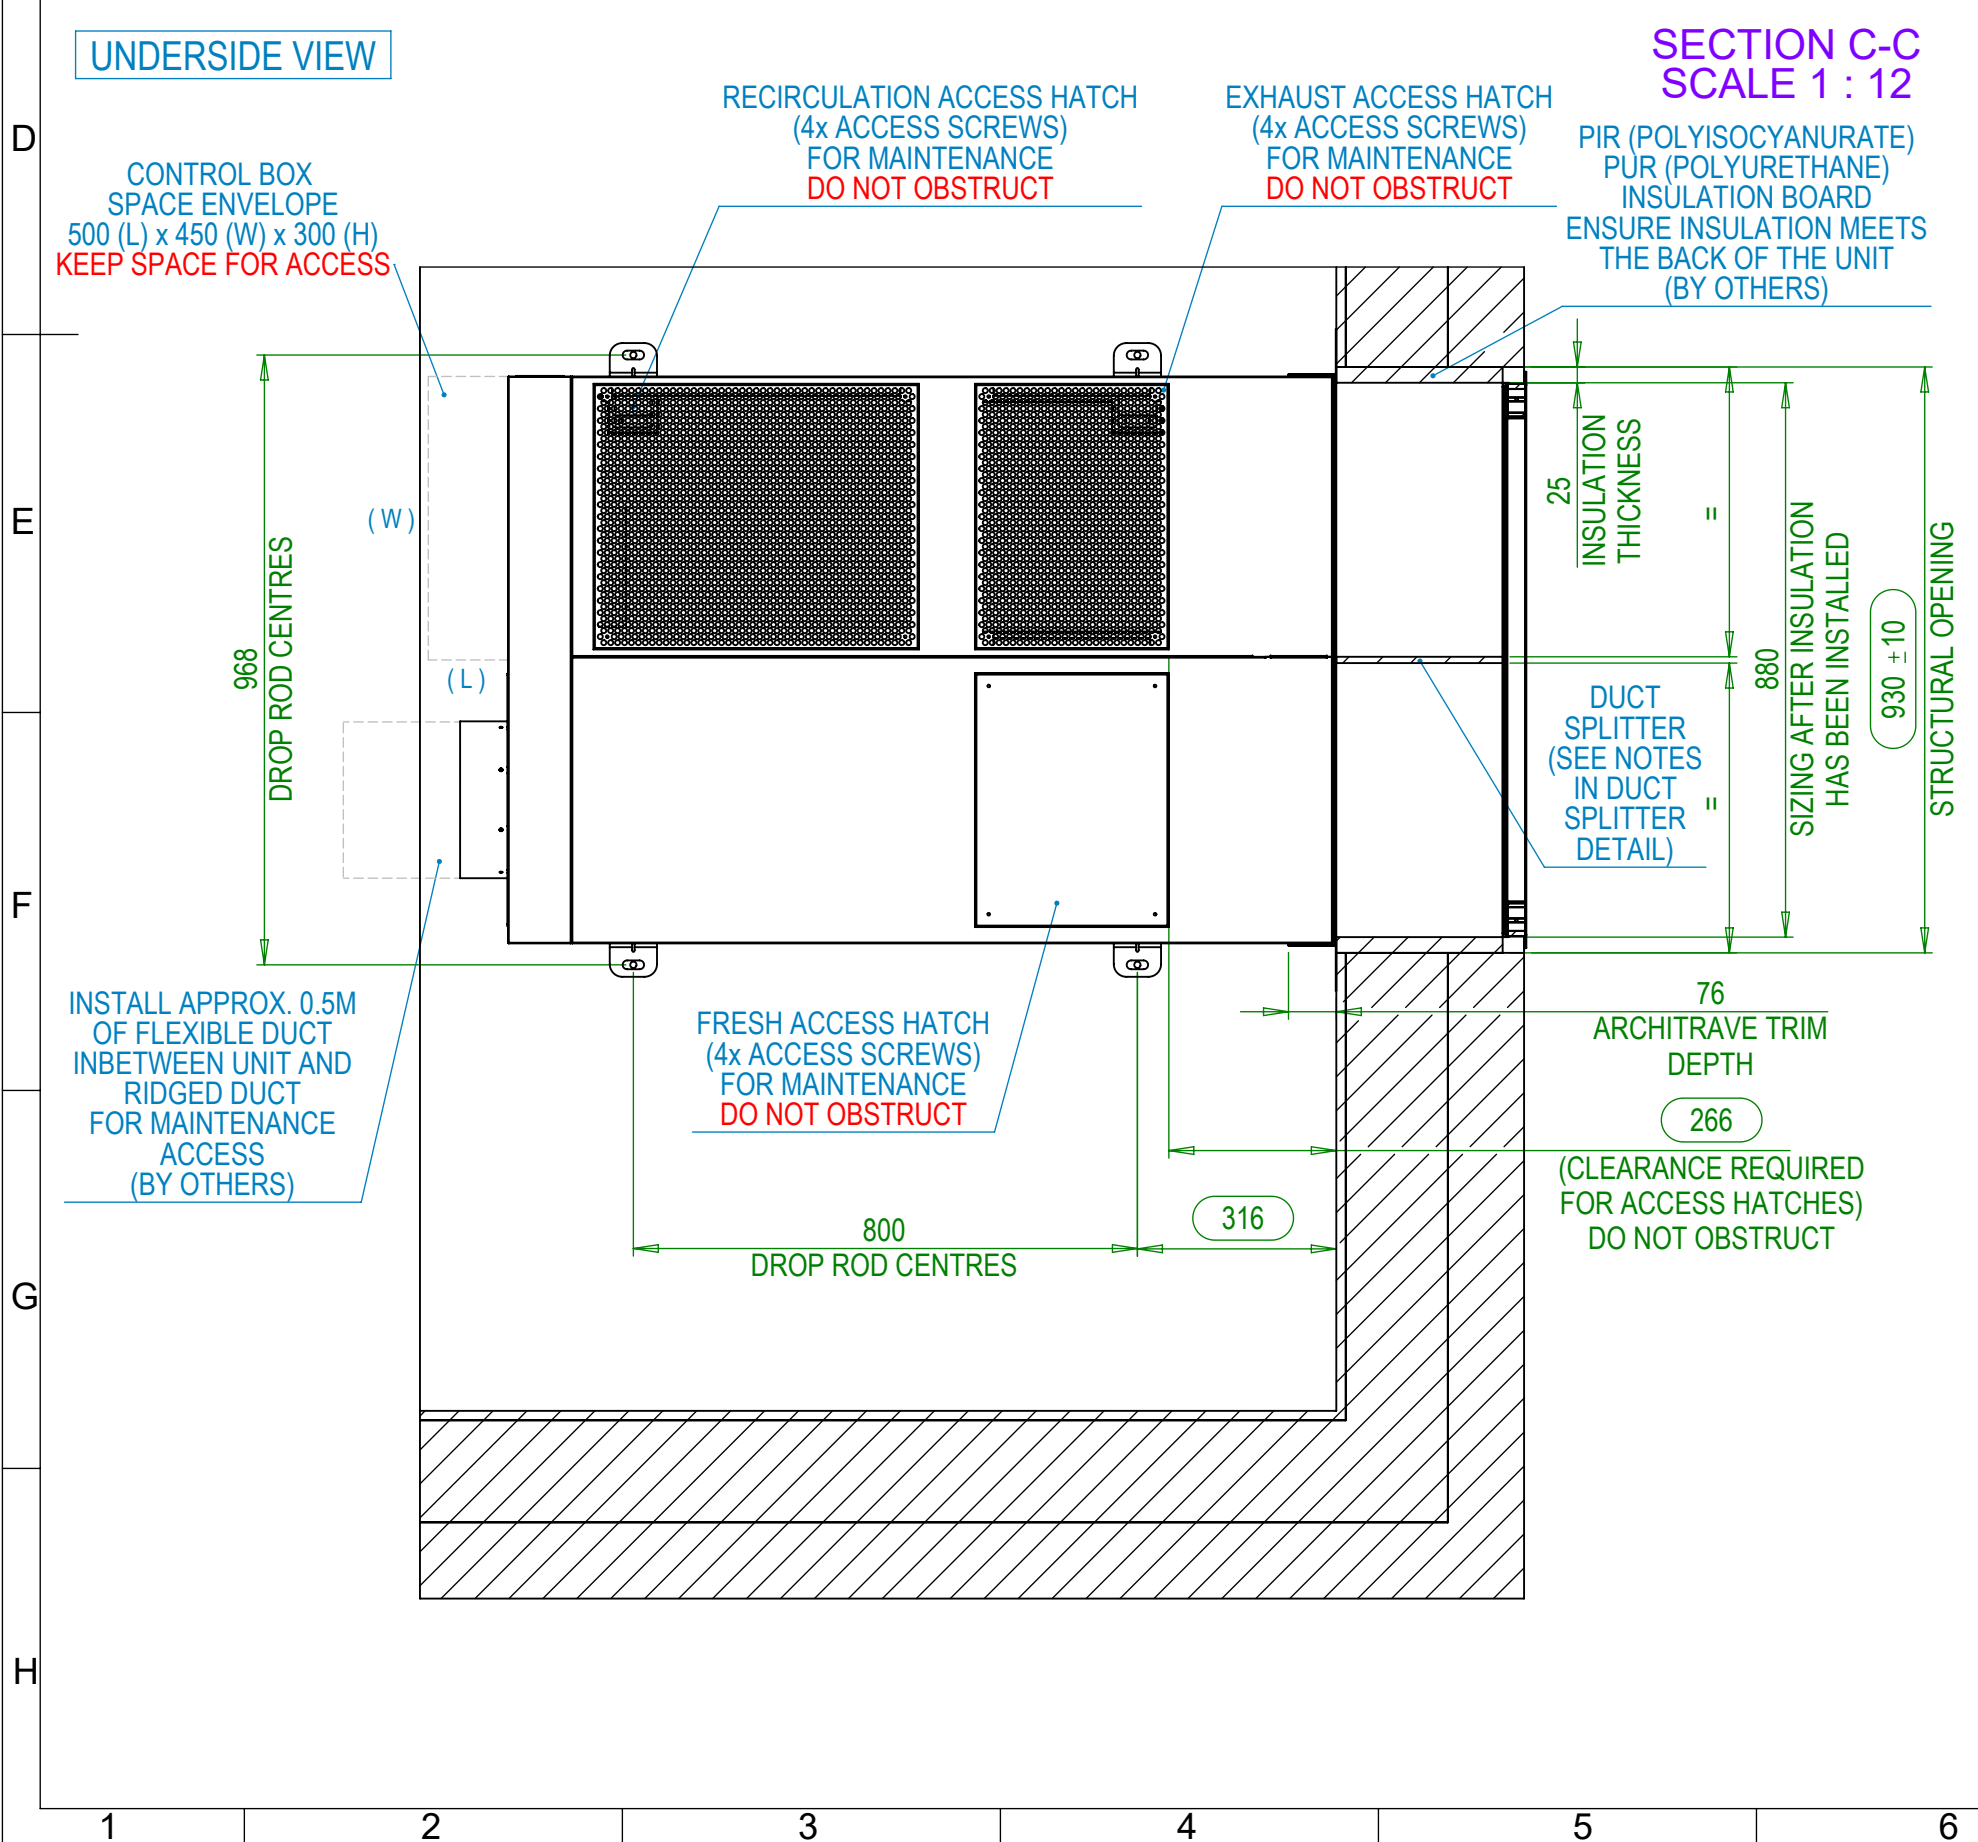 UNDERSIDE VIEW
SECTION C-C
SCALE 1 : 12
RECIRCULATION ACCESS HATCH
(4x ACCESS SCREWS)
FOR MAINTENANCE
DO NOT OBSTRUCT
EXHAUST ACCESS HATCH
(4x ACCESS SCREWS)
FOR MAINTENANCE
DO NOT OBSTRUCT
PIR (POLYISOCYANURATE)
PUR (POLYURETHANE)
INSULATION BOARD
ENSURE INSULATION MEETS
THE BACK OF THE UNIT
(BY OTHERS)
CONTROL BOX
SPACE ENVELOPE
500 (L) x 450 (W) x 300 (H)
KEEP SPACE FOR ACCESS
D
E
F
G
H
(W)
(L)
968
DROP ROD CENTRES
25
INSULATION
THICKNESS
=
=
880
SIZING AFTER INSULATION
HAS BEEN INSTALLED
930 ±10
STRUCTURAL OPENING
DUCT
SPLITTER
(SEE NOTES
IN DUCT
SPLITTER
DETAIL)
INSTALL APPROX. 0.5M
OF FLEXIBLE DUCT
INBETWEEN UNIT AND
RIDGED DUCT
FOR MAINTENANCE
ACCESS
(BY OTHERS)
FRESH ACCESS HATCH
(4x ACCESS SCREWS)
FOR MAINTENANCE
DO NOT OBSTRUCT
76
ARCHITRAVE TRIM
DEPTH
266
(CLEARANCE REQUIRED
FOR ACCESS HATCHES)
DO NOT OBSTRUCT
800
DROP ROD CENTRES
316
1
2
3
4
5
6